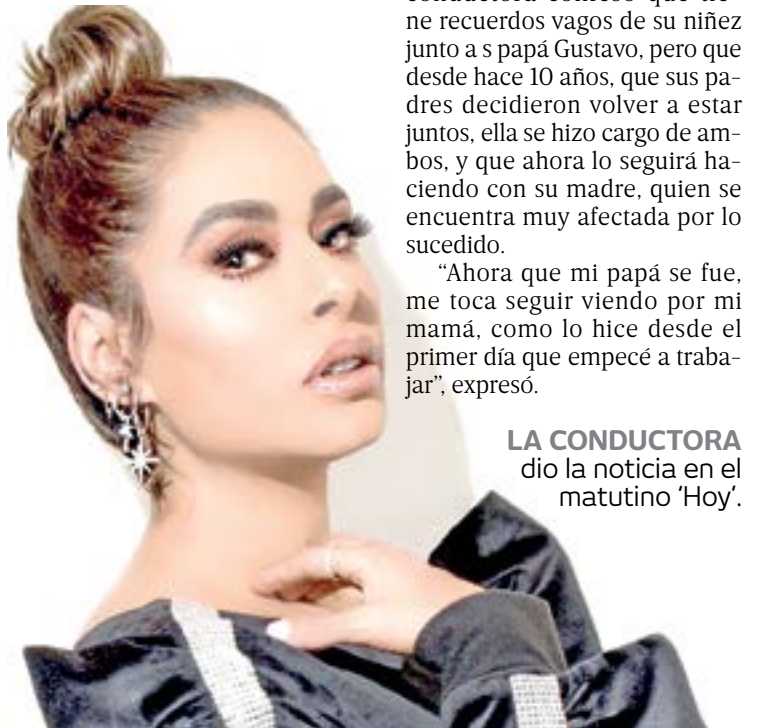 conductora confesó que tie-
ne recuerdos vagos de su niñez
junto a s papá Gustavo, pero que
desde hace 10 años, que sus pa-
dres decidieron volver a estar
juntos, ella se hizo cargo de am-
bos, y que ahora lo seguirá ha-
ciendo con su madre, quien se
encuentra muy afectada por lo
sucedido.
“Ahora que mi papá se fue,
me toca seguir viendo por mi
mamá, como lo hice desde el
primer día que empecé a traba-
jar”, expresó.
LA CONDUCTORA
dio la noticia en el
matutino ‘Hoy’.